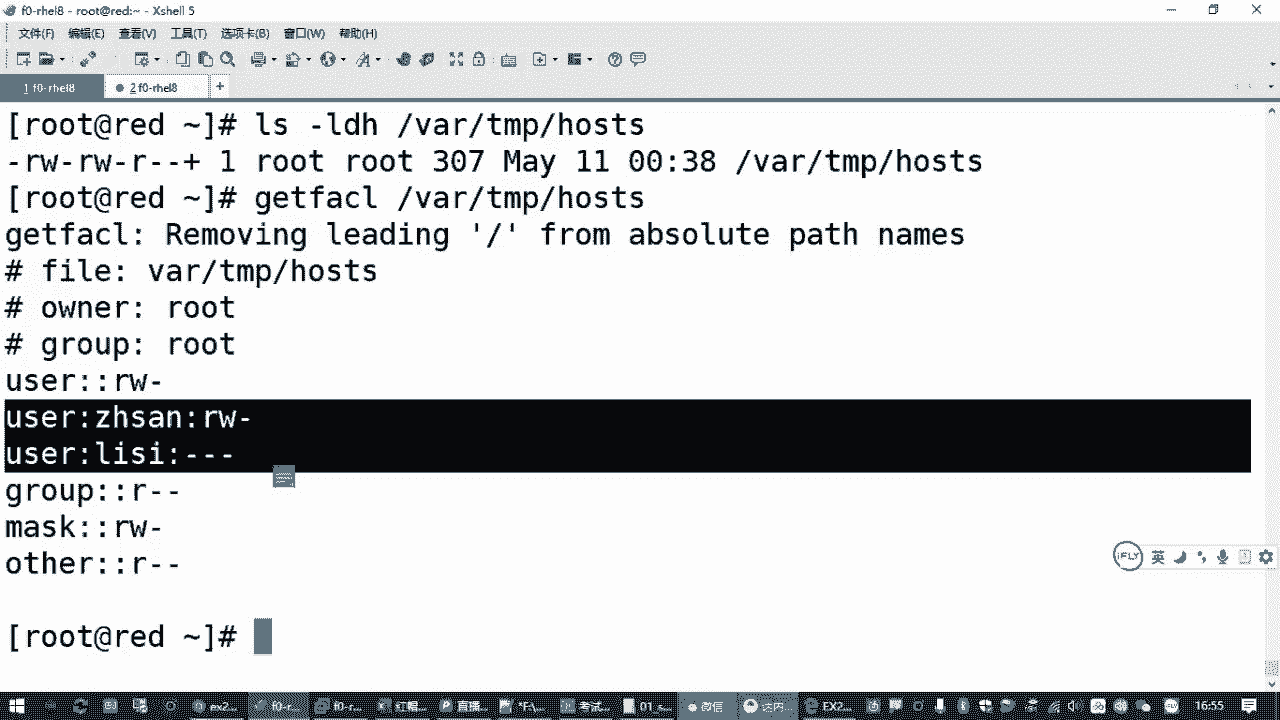 f0-rhel8 - root@red:~ - Xshell 5
文件(F) 编辑(E) 查看(V) 工具(T) 选项卡(B) 窗口(W) 帮助(H)
1 f0-rhel8
2 f0-rhel8
[root@red ~]# ls -ldh /var/tmp/hosts
-rw-rw-r--+ 1 root root 307 May 11 00:38 /var/tmp/hosts
[root@red ~]# getfacl /var/tmp/hosts
getfacl: Removing leading '/' from absolute path names
# file: var/tmp/hosts
# owner: root
# group: root
user::rw-
user:zhsan:rw-
user:lisi:---
group::r--
mask::rw-
other::r--
[root@red ~]#
iFLY 英
ex2... f0-r... f0-r... 红帽... 直播... 考试... 01_s... 微信 达内... EX2... 16:55